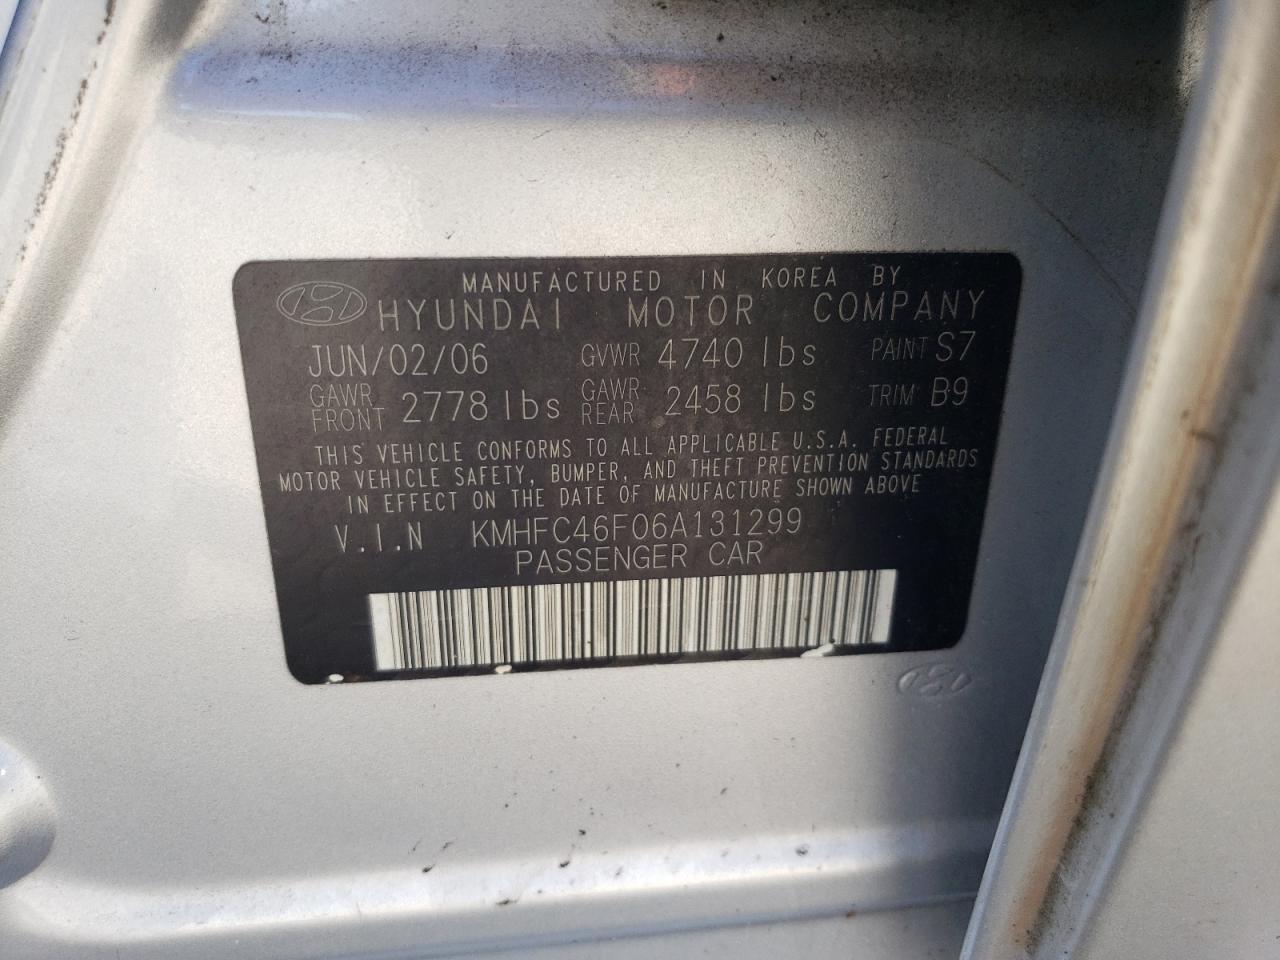 MANUFACTURED IN KOREA BY
HYUNDAI MOTOR COMPANY
JUN/02/06 GVWR 4740 lbs PAINT S7
GAWR FRONT 2778 lbs GAWR REAR 2458 lbs TRIM B9
THIS VEHICLE CONFORMS TO ALL APPLICABLE U.S.A. FEDERAL
MOTOR VEHICLE SAFETY, BUMPER, AND THEFT PREVENTION STANDARDS
IN EFFECT ON THE DATE OF MANUFACTURE SHOWN ABOVE
V.I.N KMHFC46F06A131299
PASSENGER CAR